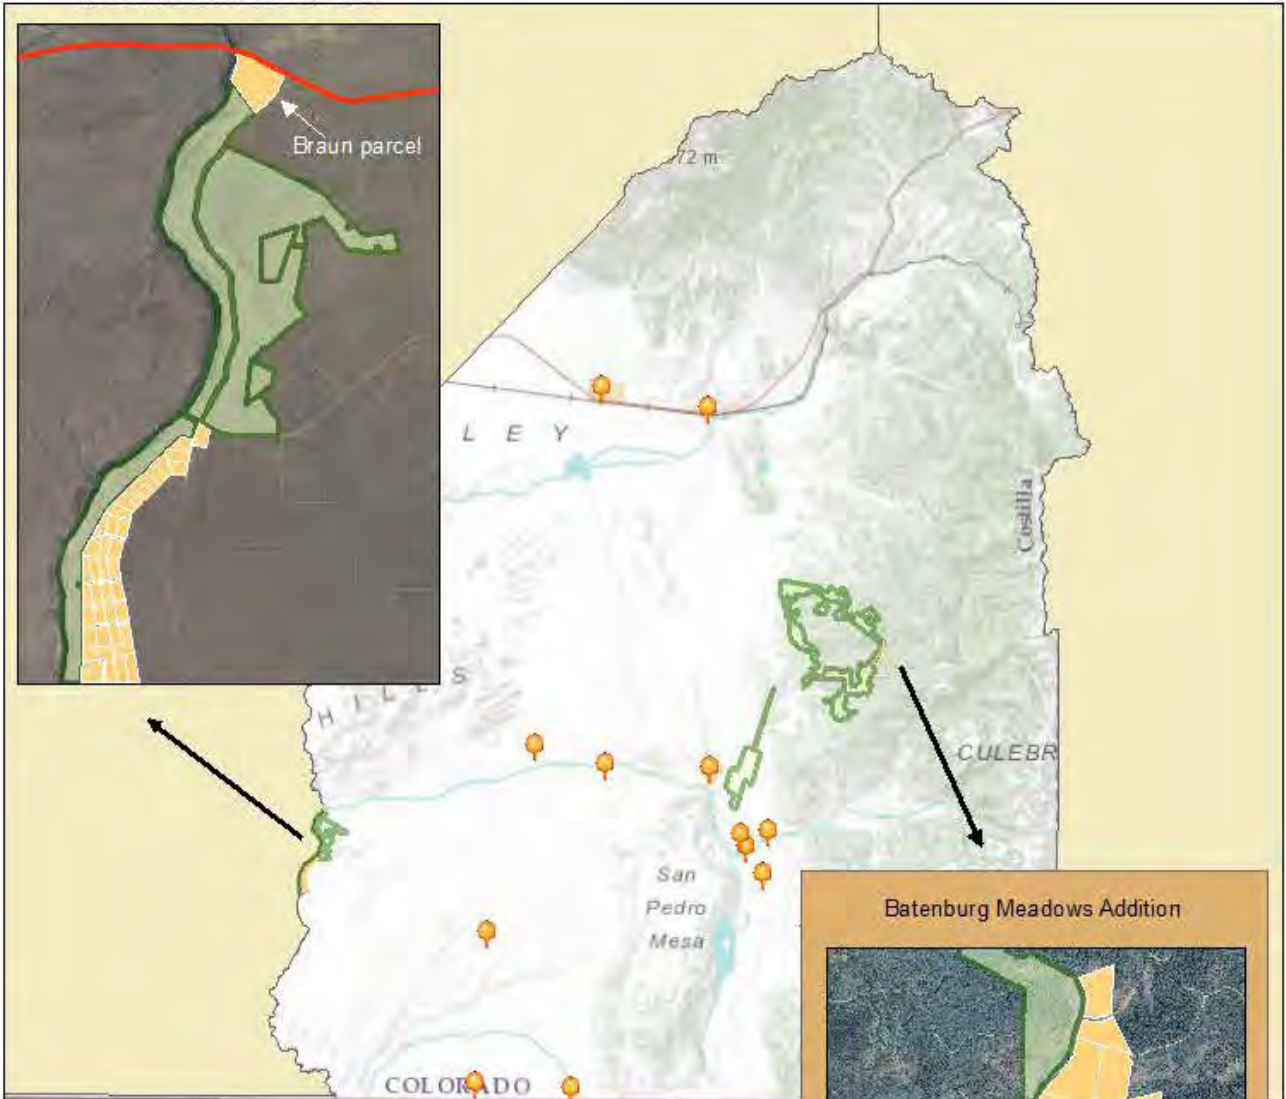 Braun parcel
72 m
L E Y
Costilla
H I L L S
CULEBR
San
Pedro
Mesa
Batenburg Meadows Addition
COLORADO